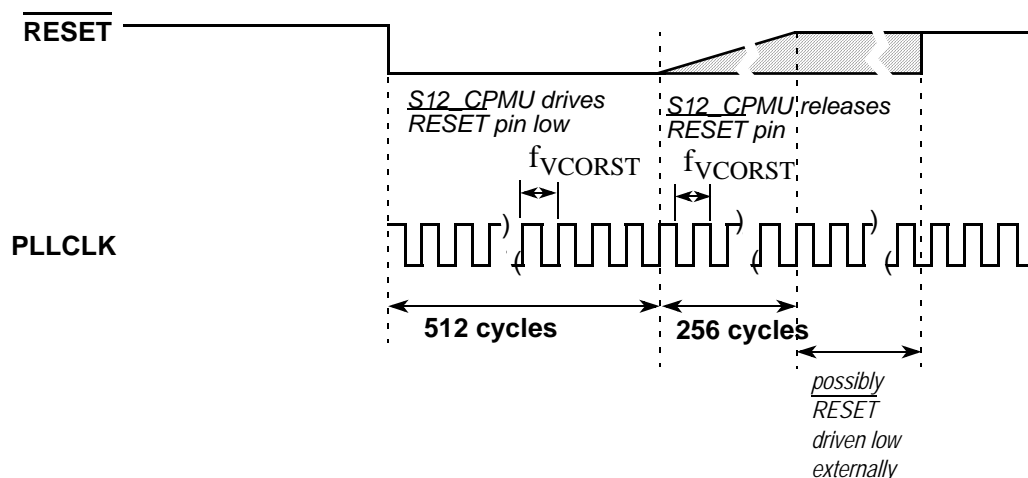 RESET
S12_CPMU drives
RESET pin low
S12_CPMU releases
RESET pin
fVCORST
fVCORST
PLLCLK
512 cycles
256 cycles
possibly
RESET
driven low
externally